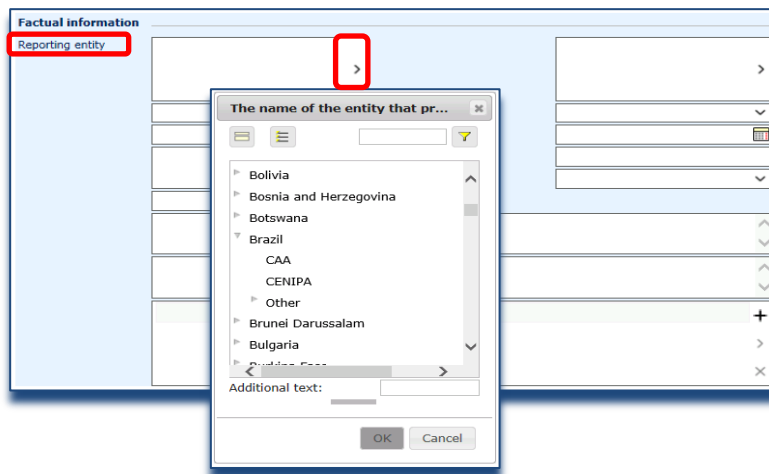 Factual information
Reporting entity
The name of the entity that pr...
Bolivia
Bosnia and Herzegovina
Botswana
Brazil
CAA
CENIPA
Other
Brunei Darussalam
Bulgaria
Additional text:
OK
Cancel